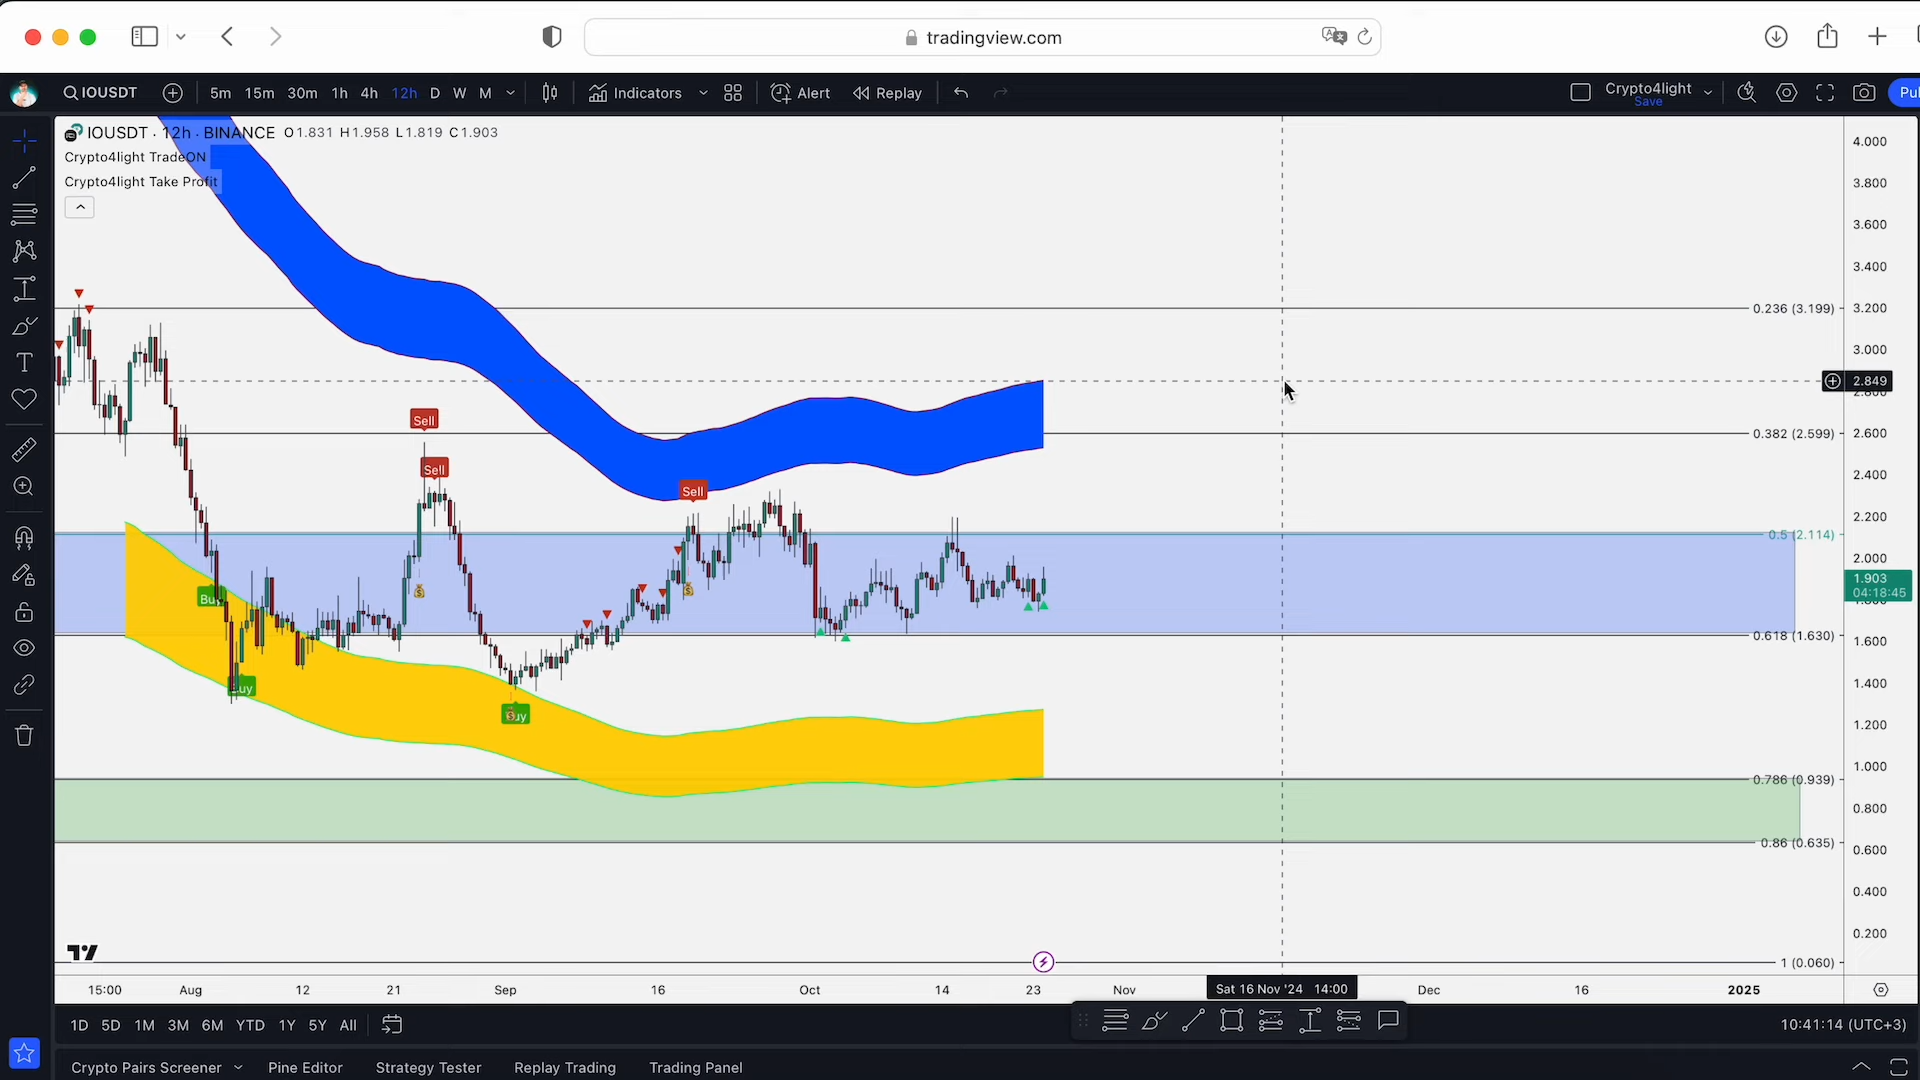 tradingview.com
IOUSDT 5m 15m 30m 1h 4h 12h D W M Indicators Alert Replay Crypto4light
Save
IOUSDT · 12h · BINANCE O1.831 H1.958 L1.819 C1.903
Crypto4light TradeON
Crypto4light Take Profit
4.000
3.800
3.600
3.400
0.236 (3.199) 3.200
3.000
2.849
2.800
0.382 (2.599) 2.600
Sell
Sell
2.400
Sell
2.200
0.5 (2.114)
2.000
1.903
04:18:45
Buy
0.618 (1.630) 1.600
1.400
Buy
Buy
1.200
1.000
0.786 (0.939)
0.800
0.86 (0.635)
0.600
0.400
0.200
1 (0.060)
15:00 Aug 12 21 Sep 16 Oct 14 23 Nov Sat 16 Nov '24 14:00 Dec 16 2025
1D 5D 1M 3M 6M YTD 1Y 5Y All 10:41:14 (UTC+3)
Crypto Pairs Screener Pine Editor Strategy Tester Replay Trading Trading Panel